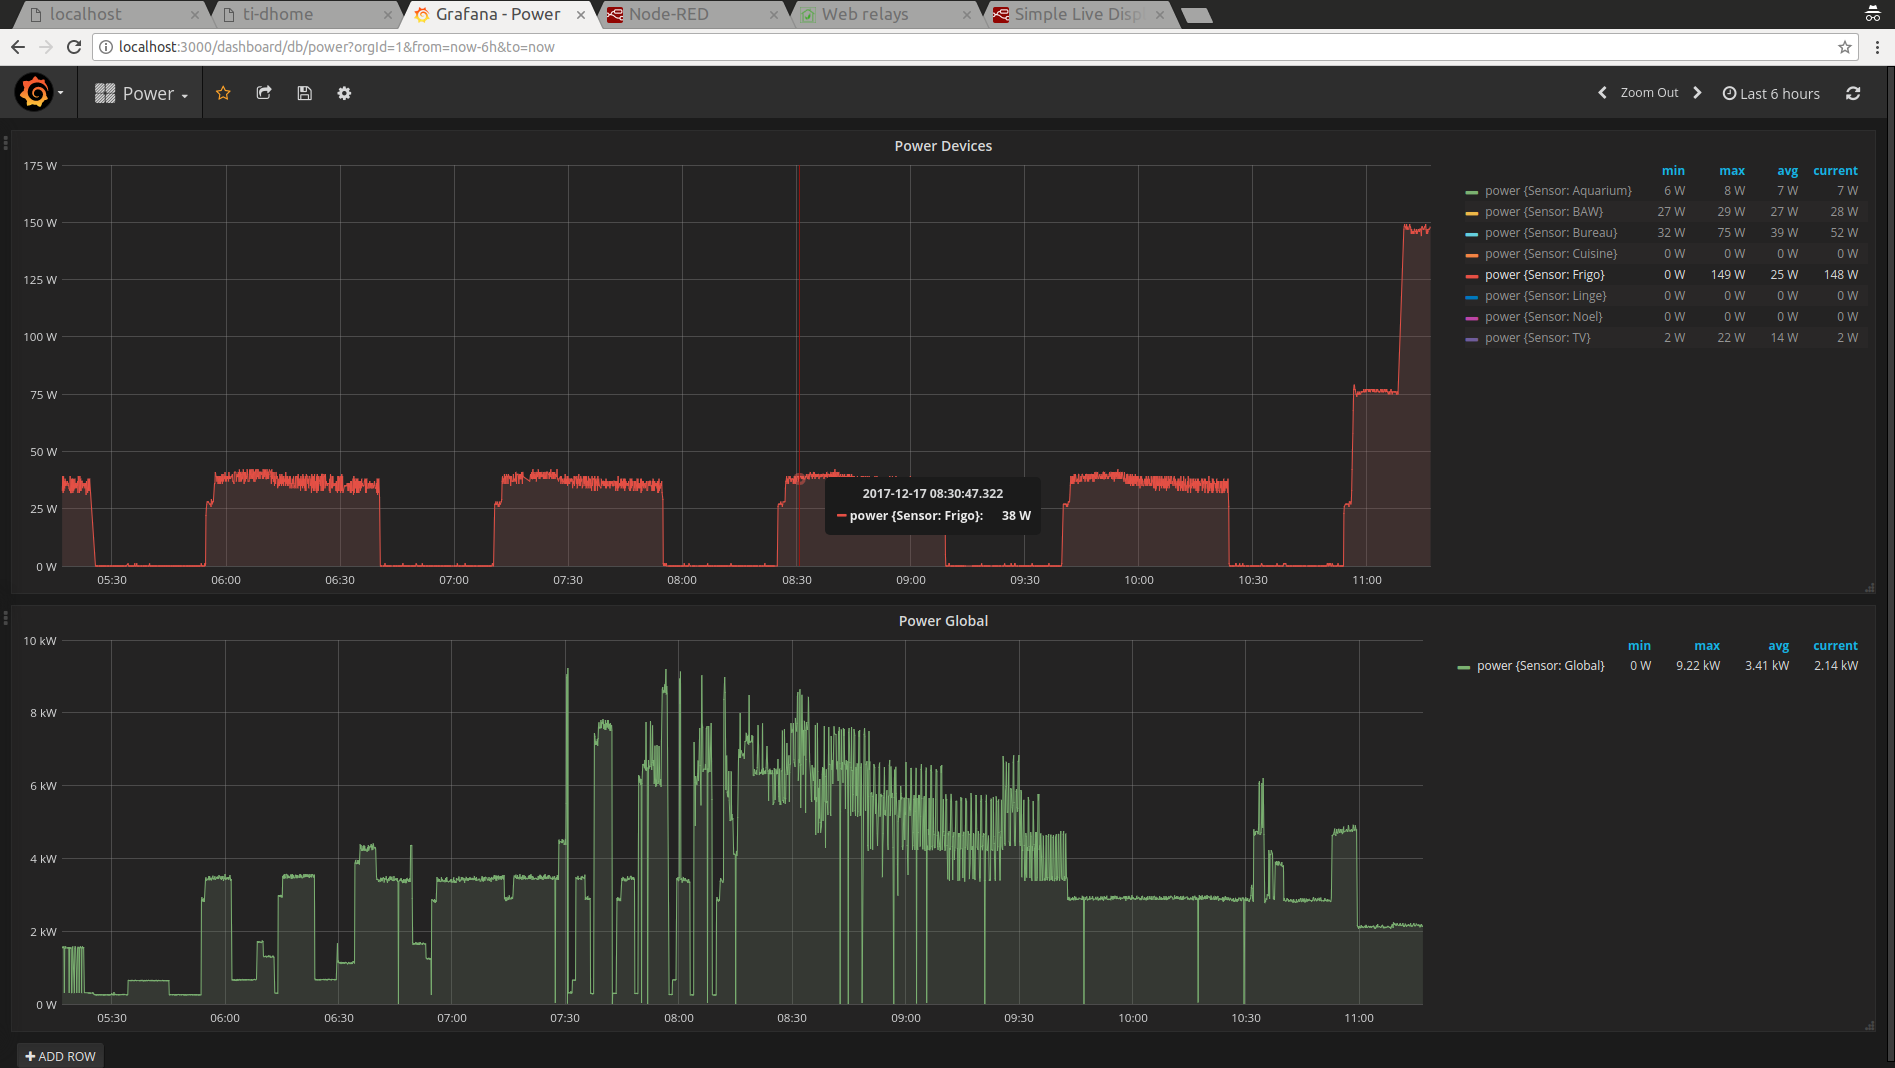 localhost
ti-dhome
Grafana - Power
Node-RED
Web relays
Simple Live Disp
localhost:3000/dashboard/db/power?orgId=1&from=now-6h&to=now
Power
Zoom Out
Last 6 hours
Power Devices
175 W
150 W
125 W
100 W
75 W
50 W
25 W
0 W
05:30 06:00 06:30 07:00 07:30 08:00 08:30 09:00 09:30 10:00 10:30 11:00
2017-12-17 08:30:47.322
power {Sensor: Frigo}: 38 W
min max avg current
power {Sensor: Aquarium} 6 W 8 W 7 W 7 W
power {Sensor: BAW} 27 W 29 W 27 W 28 W
power {Sensor: Bureau} 32 W 75 W 39 W 52 W
power {Sensor: Cuisine} 0 W 0 W 0 W 0 W
power {Sensor: Frigo} 0 W 149 W 25 W 148 W
power {Sensor: Linge} 0 W 0 W 0 W 0 W
power {Sensor: Noel} 0 W 0 W 0 W 0 W
power {Sensor: TV} 2 W 22 W 14 W 2 W
Power Global
10 kW
8 kW
6 kW
4 kW
2 kW
0 W
05:30 06:00 06:30 07:00 07:30 08:00 08:30 09:00 09:30 10:00 10:30 11:00
min max avg current
power {Sensor: Global} 0 W 9.22 kW 3.41 kW 2.14 kW
+ ADD ROW